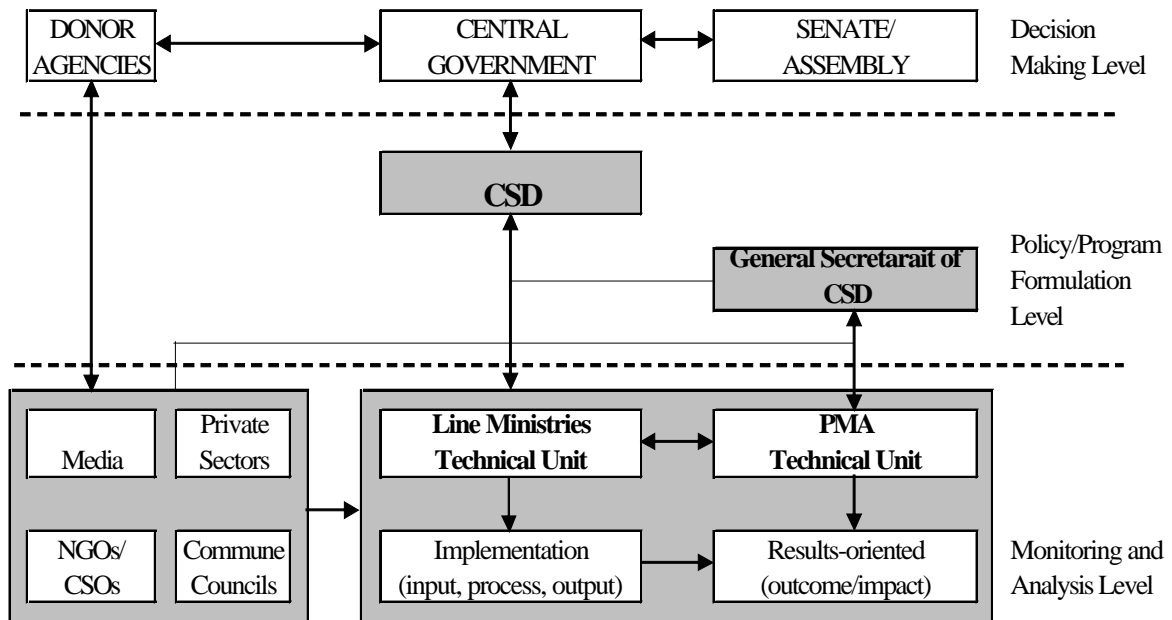 DONOR
AGENCIES
CENTRAL
GOVERNMENT
SENATE/
ASSEMBLY
Decision
Making Level
CSD
General Secretarait of
CSD
Policy/Program
Formulation
Level
Media
Private
Sectors
NGOs/
CSOs
Commune
Councils
Line Ministries
Technical Unit
PMA
Technical Unit
Implementation
(input, process, output)
Results-oriented
(outcome/impact)
Monitoring and
Analysis Level